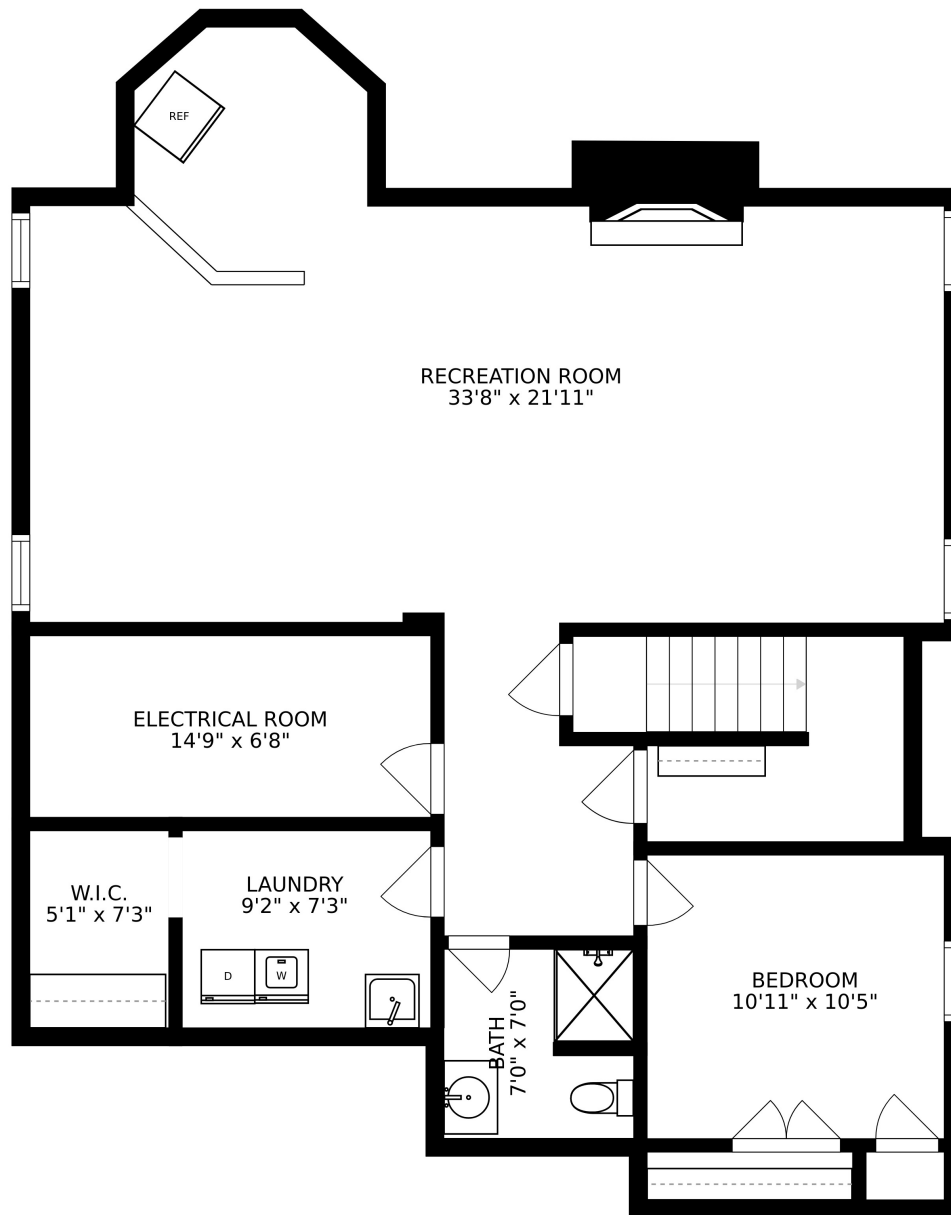 REF
RECREATION ROOM
33'8" x 21'11"
ELECTRICAL ROOM
14'9" x 6'8"
W.I.C.
5'1" x 7'3"
LAUNDRY
9'2" x 7'3"
D
W
BATH
7'0" x 7'0"
BEDROOM
10'11" x 10'5"